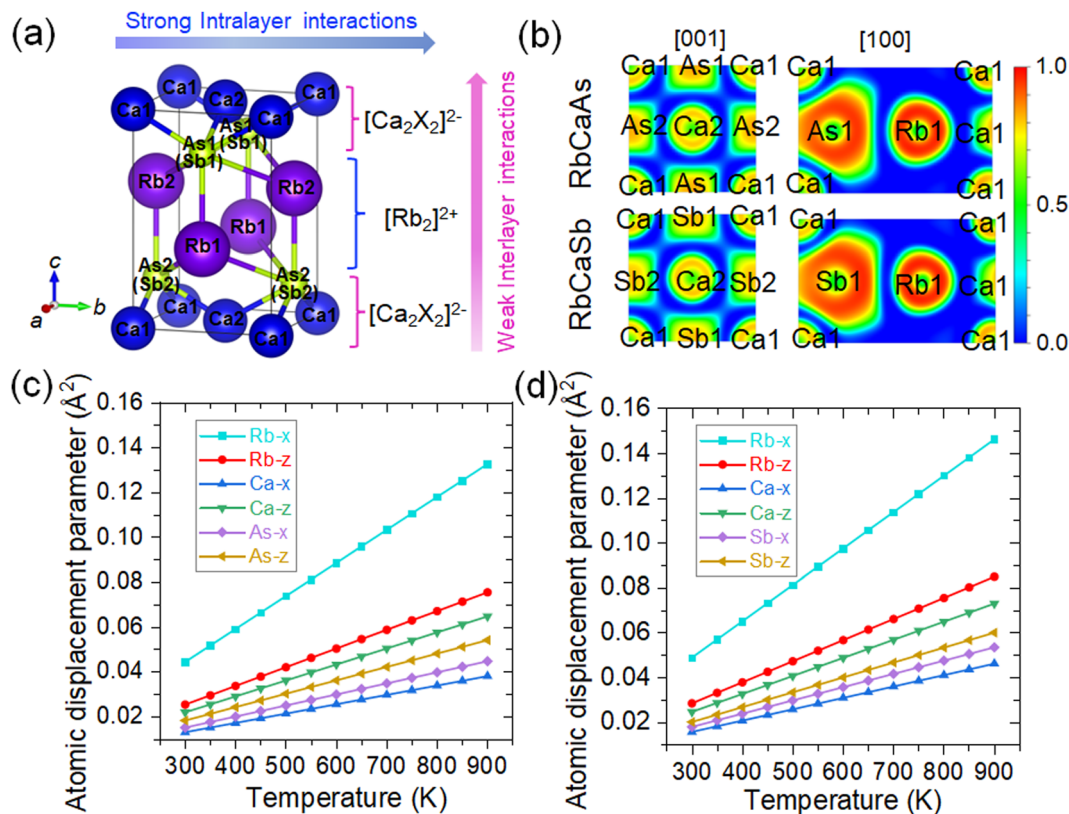 (a)
Strong Intralayer interactions
Ca1
Ca1
Ca1
Ca2
Ca1
As1
(Sb1)
As1
(Sb1)
Rb2
Rb2
Rb1
Rb1
As2
(Sb2)
As2
(Sb2)
Ca1
Ca1
Ca1
Ca2
Ca1
[Ca2X2]2-
[Rb2]2+
[Ca2X2]2-
Weak Interlayer interactions
c
b
a
(b)
[001]
[100]
RbCaAs
Ca1 As1 Ca1
As2 Ca2 As2
Ca1 As1 Ca1
Ca1 Ca1
As1 Rb1 Ca1
Ca1 Ca1
RbCaSb
Ca1 Sb1 Ca1
Sb2 Ca2 Sb2
Ca1 Sb1 Ca1
Ca1 Ca1
Sb1 Rb1 Ca1
Ca1 Ca1
1.0
0.5
0.0
(c)
Atomic displacement parameter (Å2)
0.16
0.14
0.12
0.10
0.08
0.06
0.04
0.02
Rb-x
Rb-z
Ca-x
Ca-z
As-x
As-z
300 400 500 600 700 800 900
Temperature (K)
(d)
Atomic displacement parameter (Å2)
0.16
0.14
0.12
0.10
0.08
0.06
0.04
0.02
Rb-x
Rb-z
Ca-x
Ca-z
Sb-x
Sb-z
300 400 500 600 700 800 900
Temperature (K)